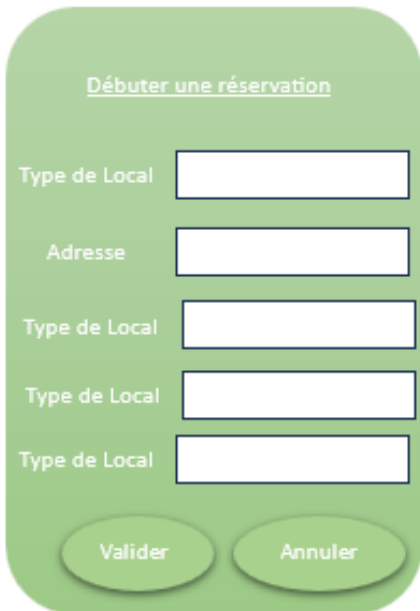 Débuter une réservation
Type de Local
Adresse
Type de Local
Type de Local
Type de Local
Valider Annuler